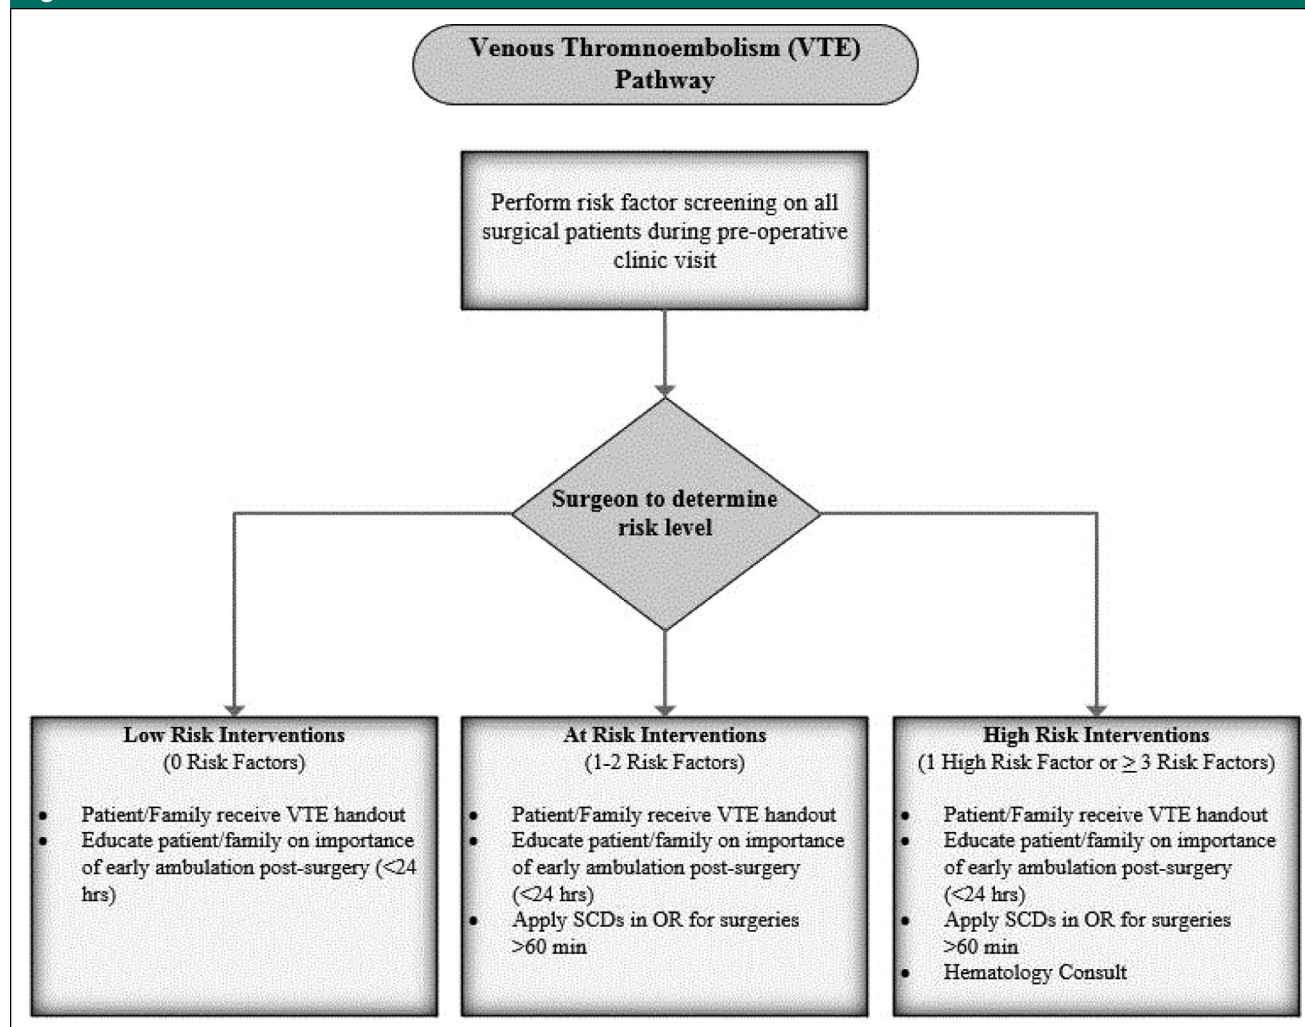 Venous Thromnoembolism (VTE)
Pathway
Perform risk factor screening on all
surgical patients during pre-operative
clinic visit
Surgeon to determine
risk level
Low Risk Interventions
(0 Risk Factors)
• Patient/Family receive VTE handout
• Educate patient/family on importance
of early ambulation post-surgery (<24
hrs)
At Risk Interventions
(1-2 Risk Factors)
• Patient/Family receive VTE handout
• Educate patient/family on importance
of early ambulation post-surgery
(<24 hrs)
• Apply SCDs in OR for surgeries
>60 min
High Risk Interventions
(1 High Risk Factor or ≥ 3 Risk Factors)
• Patient/Family receive VTE handout
• Educate patient/family on importance
of early ambulation post-surgery
(<24 hrs)
• Apply SCDs in OR for surgeries
>60 min
• Hematology Consult